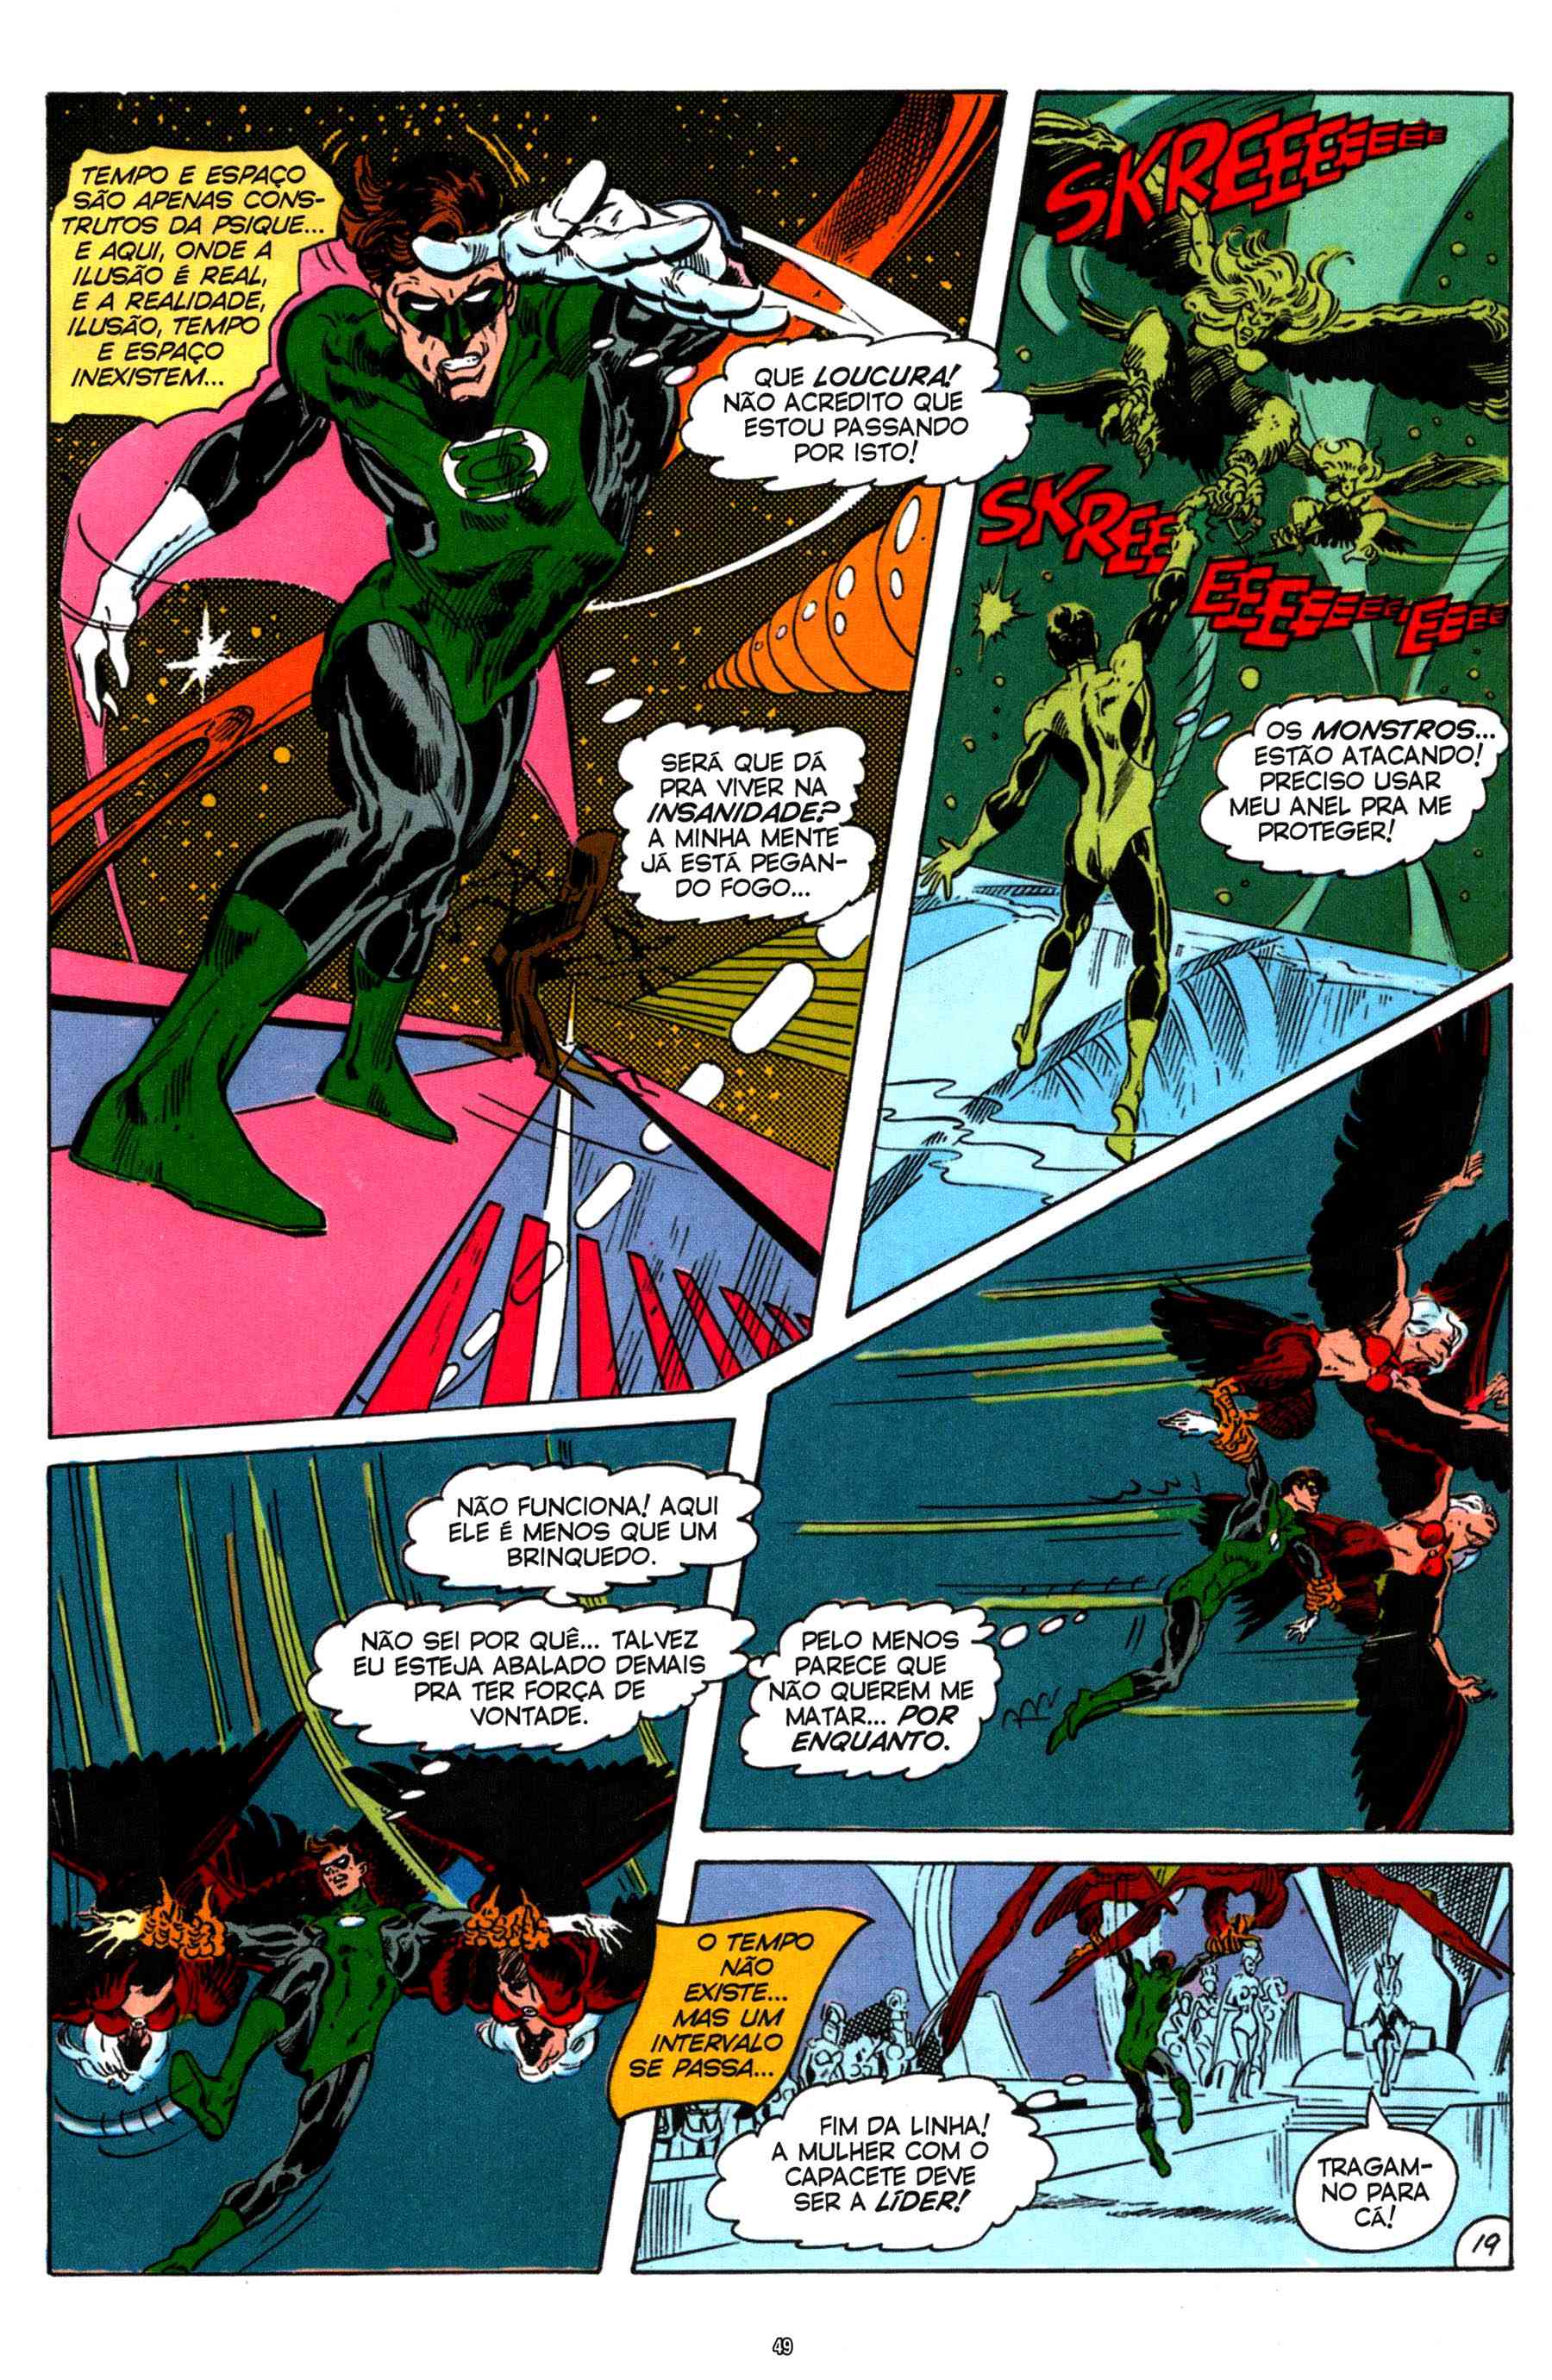 TEMPO E ESPAÇO
SÃO APENAS CONS-
TRUTOS DA PSIQUE...
E AQUI, ONDE A
ILUSÃO É REAL,
E A REALIDADE,
ILUSÃO, TEMPO
E ESPAÇO
INEXISTEM...
QUE LOUCURA!
NÃO ACREDITO QUE
ESTOU PASSANDO
POR ISTO!
SERÁ QUE DÁ
PRA VIVER NA
INSANIDADE?
A MINHA MENTE
JÁ ESTÁ PEGAN-
DO FOGO...
SKREEEEEEEEE
SKREE
EEEEEEEE,EEEE
OS MONSTROS...
ESTÃO ATACANDO!
PRECISO USAR
MEU ANEL PRA ME
PROTEGER!
NÃO FUNCIONA! AQUI
ELE É MENOS QUE UM
BRINQUEDO.
NÃO SEI POR QUÊ... TALVEZ
EU ESTEJA ABALADO DEMAIS
PRA TER FORÇA DE
VONTADE.
PELO MENOS
PARECE QUE
NÃO QUEREM ME
MATAR... POR
ENQUANTO.
O TEMPO
NÃO
EXISTE...
MAS UM
INTERVALO
SE PASSA...
FIM DA LINHA!
A MULHER COM O
CAPACETE DEVE
SER A LÍDER!
TRAGAM-
NO PARA
CÁ!
19
49